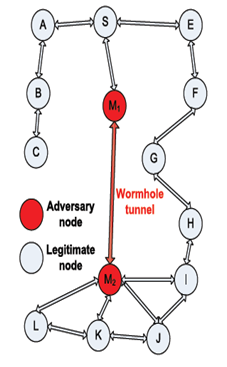 A
S
E
B
M1
F
C
G
Wormhole
tunnel
Adversary
node
H
Legitimate
node
M2
I
L
K
J